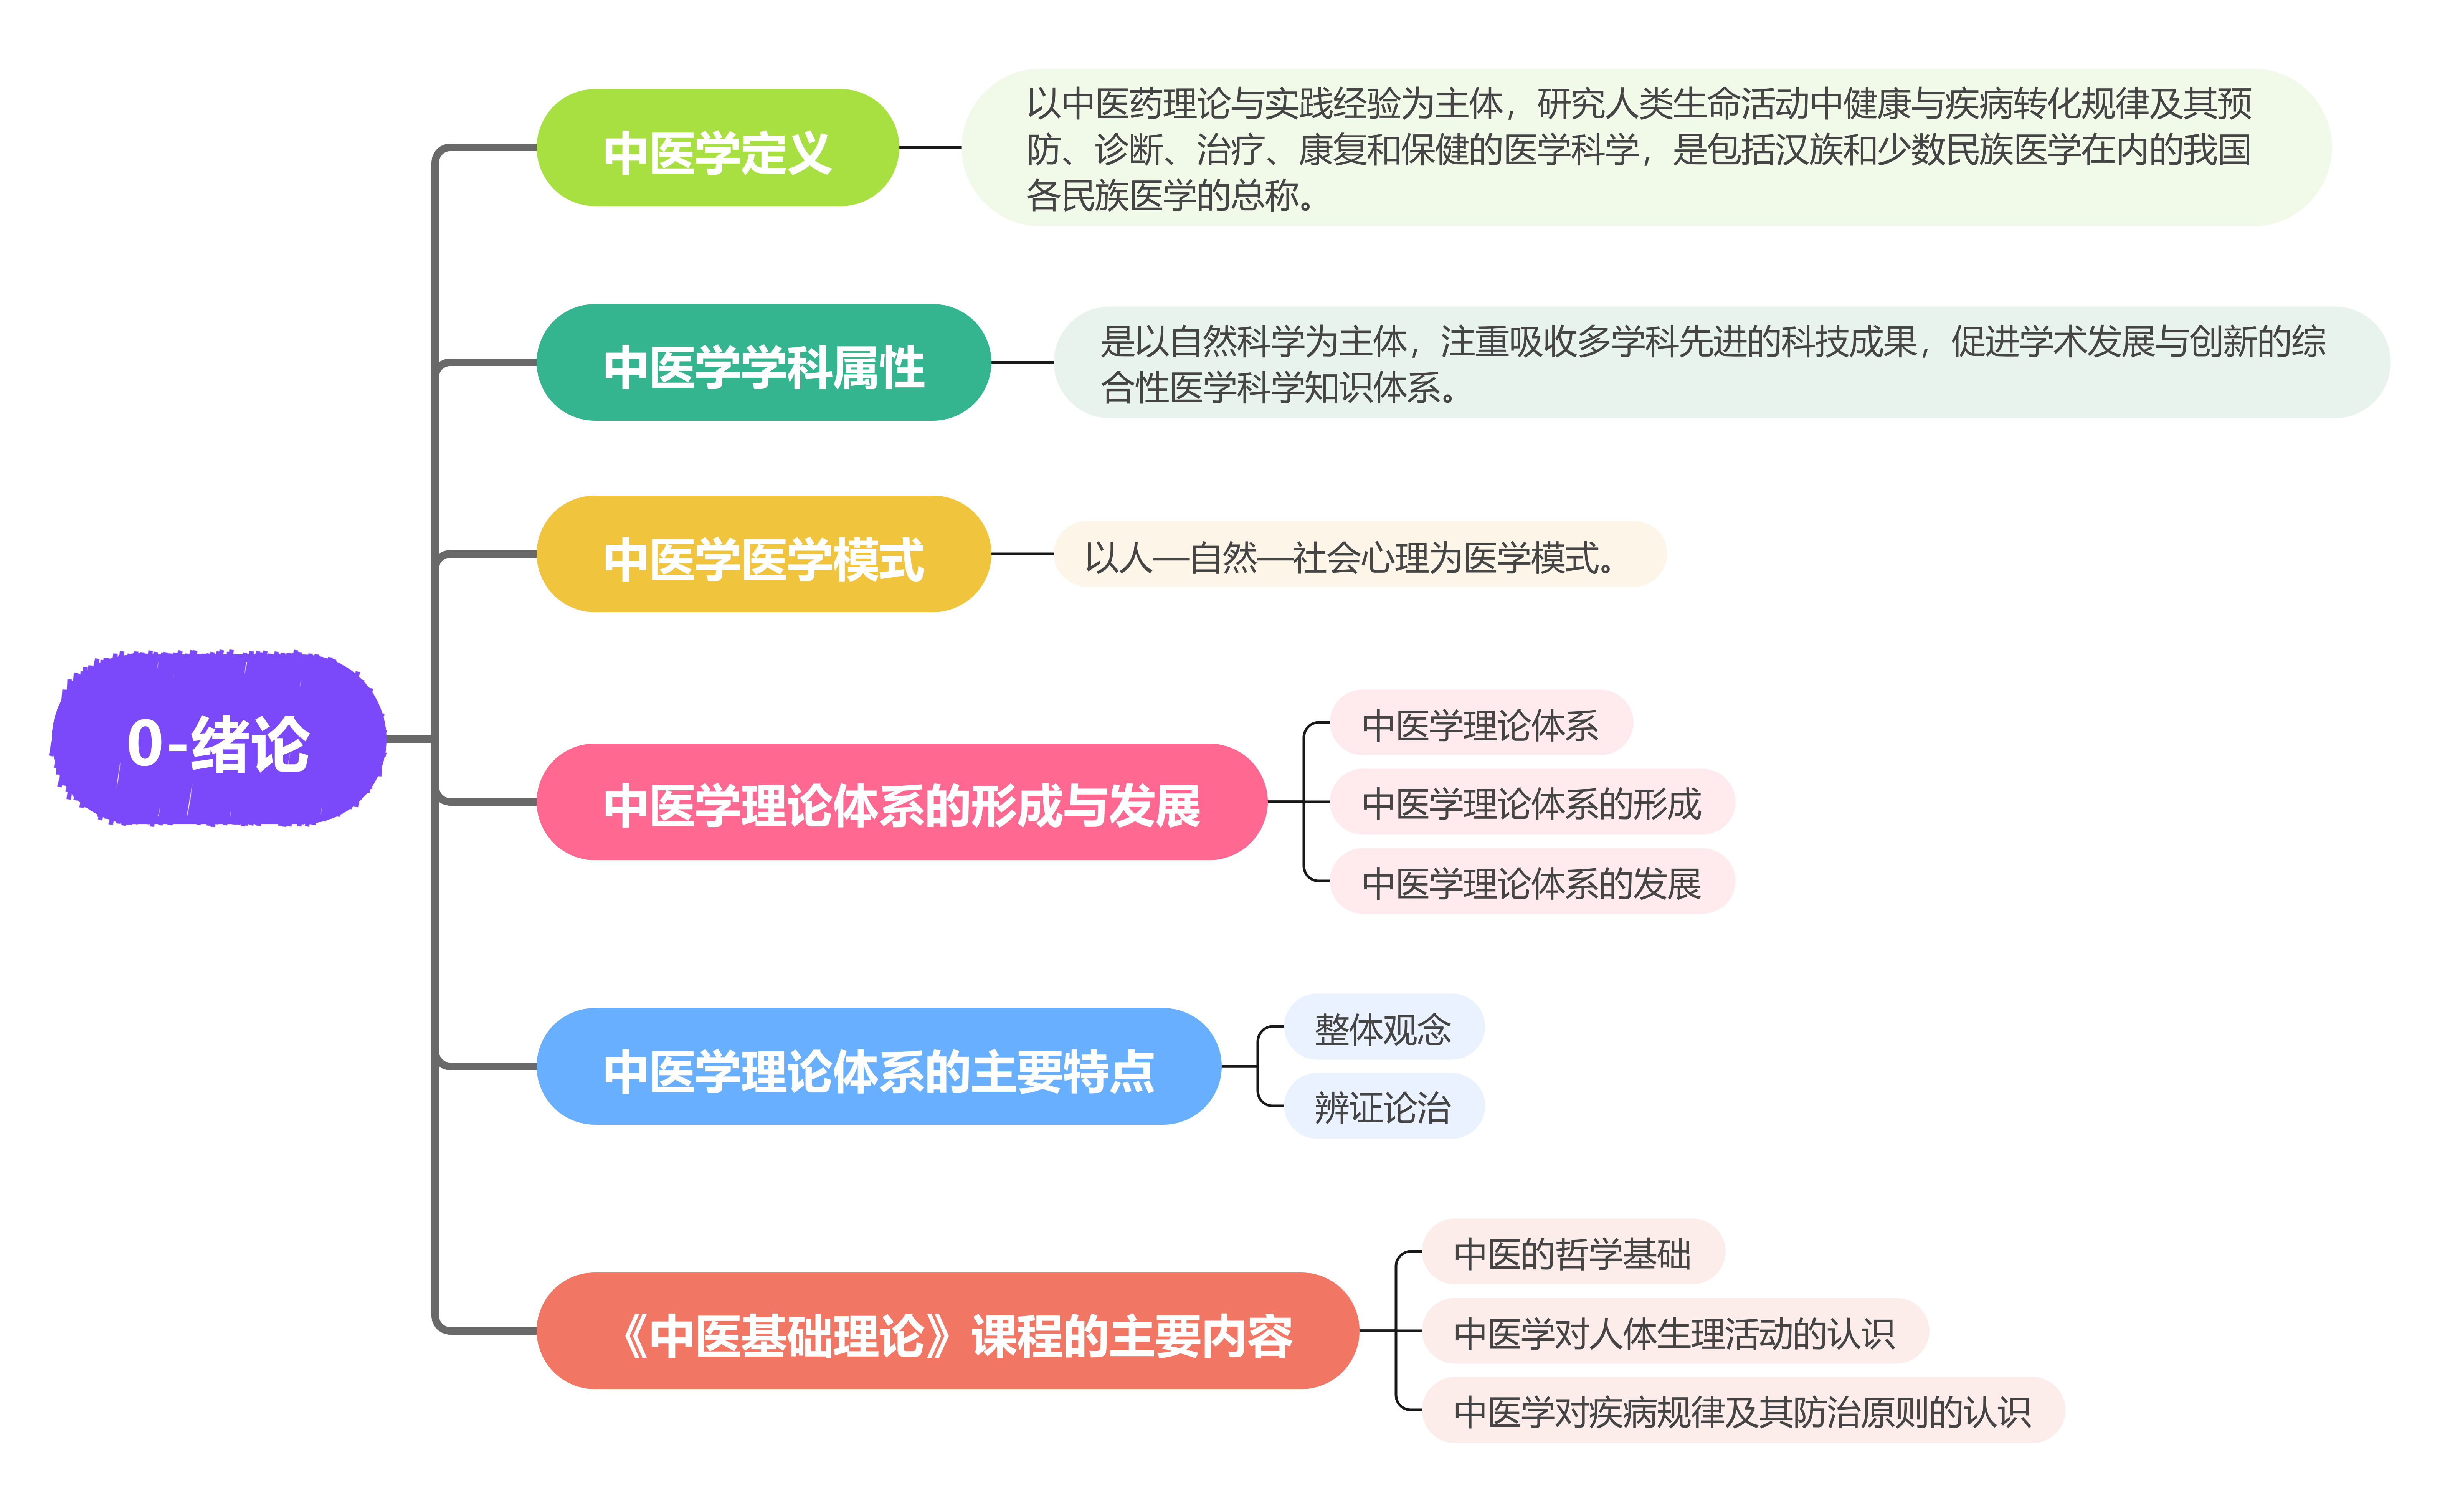 0-绪论
中医学定义
以中医药理论与实践经验为主体，研究人类生命活动中健康与疾病转化规律及其预
防、诊断、治疗、康复和保健的医学科学，是包括汉族和少数民族医学在内的我国
各民族医学的总称。
中医学学科属性
是以自然科学为主体，注重吸收多学科先进的科技成果，促进学术发展与创新的综
合性医学科学知识体系。
中医学医学模式
以人—自然—社会心理为医学模式。
中医学理论体系的形成与发展
中医学理论体系
中医学理论体系的形成
中医学理论体系的发展
中医学理论体系的主要特点
整体观念
辨证论治
《中医基础理论》课程的主要内容
中医的哲学基础
中医学对人体生理活动的认识
中医学对疾病规律及其防治原则的认识